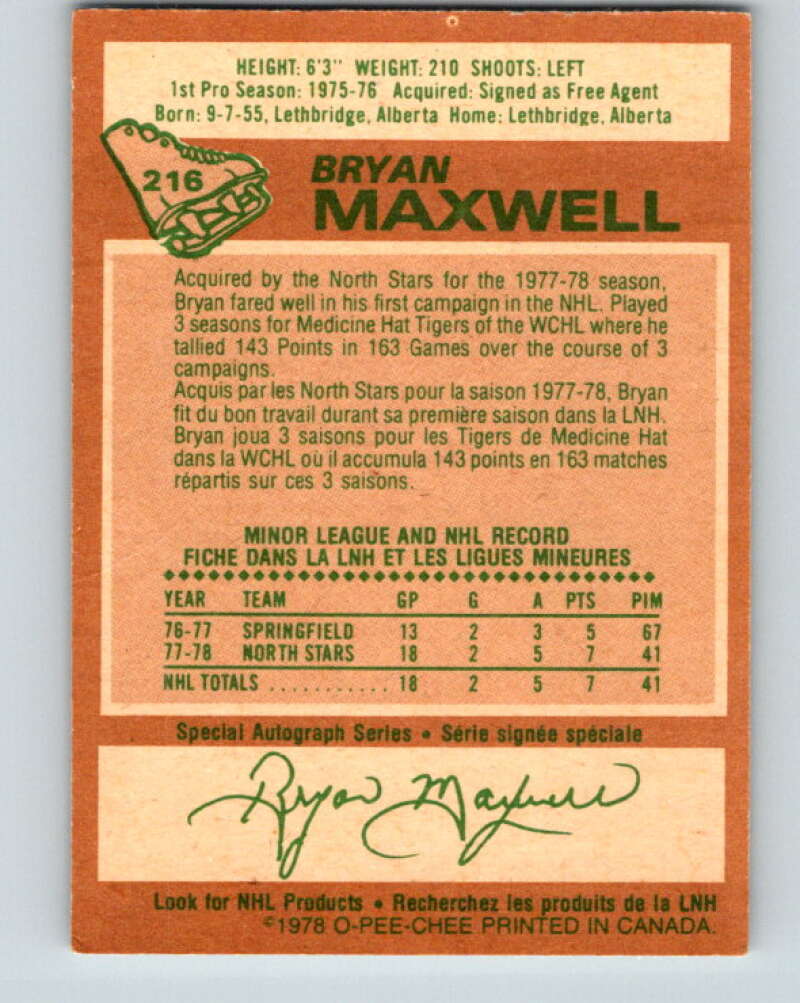 HEIGHT: 6'3" WEIGHT: 210 SHOOTS: LEFT
1st Pro Season: 1975-76 Acquired: Signed as Free Agent
Born: 9-7-55, Lethbridge, Alberta Home: Lethbridge, Alberta
216
BRYAN
MAXWELL
Acquired by the North Stars for the 1977-78 season,
Bryan fared well in his first campaign in the NHL. Played
3 seasons for Medicine Hat Tigers of the WCHL where he
tallied 143 Points in 163 Games over the course of 3
campaigns.
Acquis par les North Stars pour la saison 1977-78, Bryan
fit du bon travail durant sa première saison dans la LNH.
Bryan joua 3 saisons pour les Tigers de Medicine Hat
dans la WCHL où il accumula 143 points en 163 matches
répartis sur ces 3 saisons.
MINOR LEAGUE AND NHL RECORD
FICHE DANS LA LNH ET LES LIGUES MINEURES
YEAR TEAM GP G A PTS PIM
76-77 SPRINGFIELD 13 2 3 5 67
77-78 NORTH STARS 18 2 5 7 41
NHL TOTALS ............ 18 2 5 7 41
Special Autograph Series • Série signée spéciale
Bryan Maxwell
Look for NHL Products • Recherchez les produits de la LNH
©1978 O-PEE-CHEE PRINTED IN CANADA.